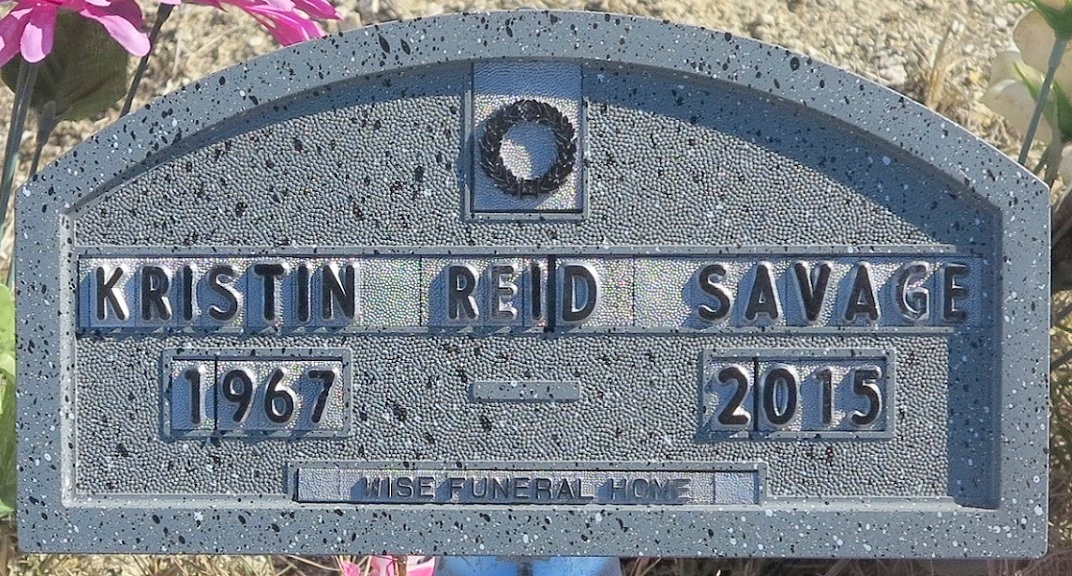 KRISTIN REID SAVAGE
1967 - 2015
WISE FUNERAL HOME